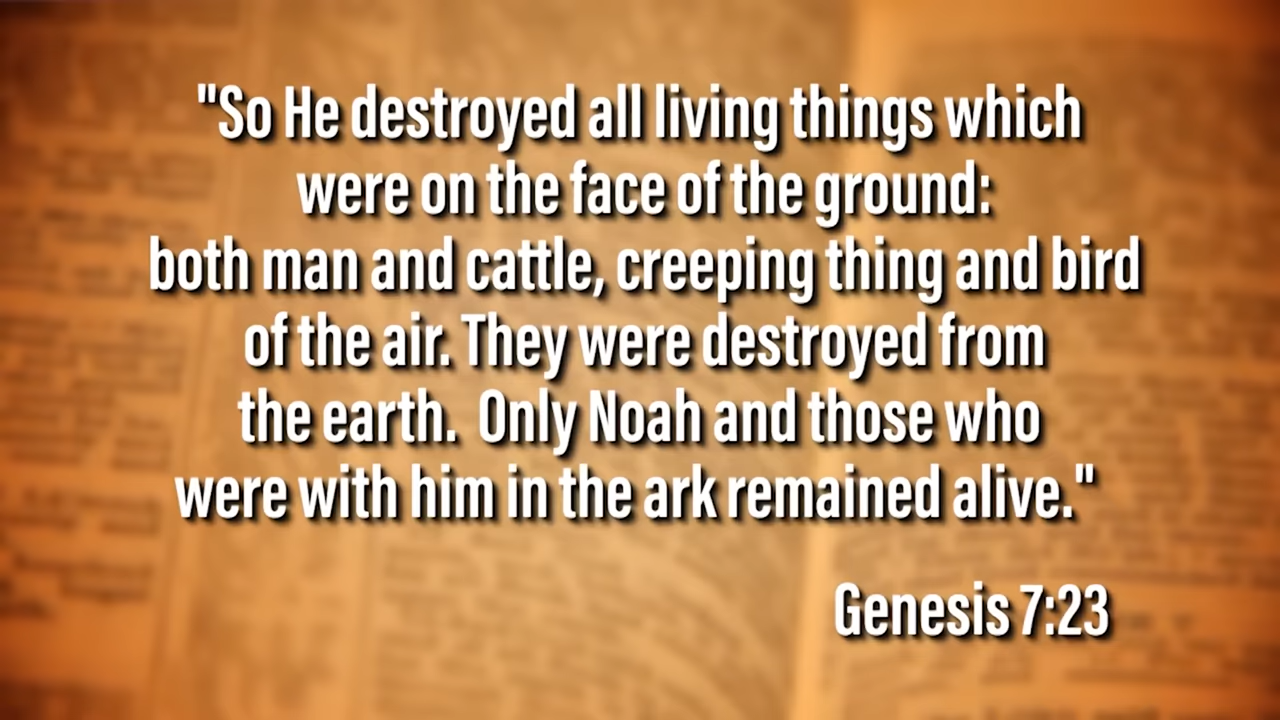 "So He destroyed all living things which
were on the face of the ground:
both man and cattle, creeping thing and bird
of the air. They were destroyed from
the earth.  Only Noah and those who
were with him in the ark remained alive."
Genesis 7:23